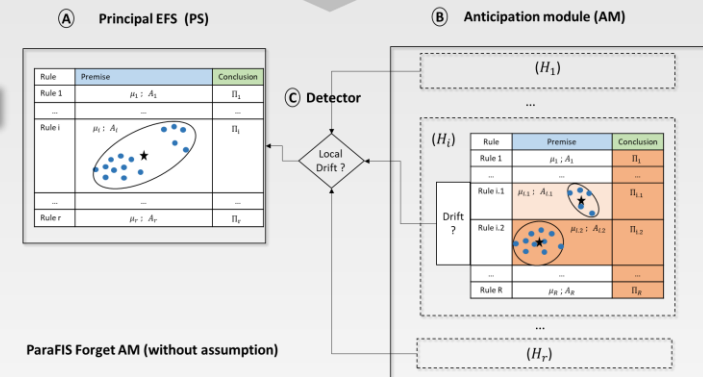 Ⓐ Principal EFS (PS)
Rule Premise Conclusion
Rule 1 μ₁ ; A₁ Π₁
... ... ...
Rule i μᵢ ; Aᵢ Πᵢ
... ... ...
Rule r μᵣ ; Aᵣ Πᵣ
Ⓒ Detector
Local
Drift ?
Ⓑ Anticipation module (AM)
(H₁)
...
(Hᵢ)
Rule Premise Conclusion
Rule 1 μ₁ ; A₁ Π₁
... ... ...
Rule i.1 μᵢ.₁ ; Aᵢ.₁ Πᵢ.₁
Drift
?
Rule i.2 μᵢ.₂ ; Aᵢ.₂ Πᵢ.₂
... ... ...
Rule R μ_R ; A_R Π_R
...
(Hᵣ)
ParaFIS Forget AM (without assumption)